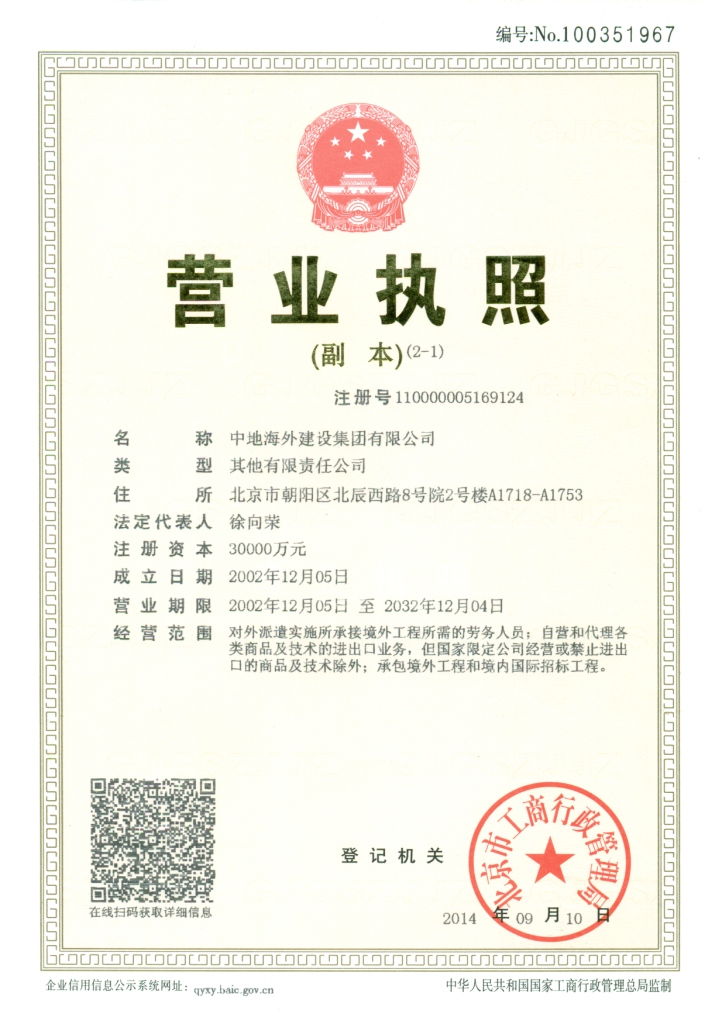 编号:No.100351967
营业执照
(副 本)(2-1)
注册号110000005169124
名称 中地海外建设集团有限公司
类型 其他有限责任公司
住所 北京市朝阳区北辰西路8号院2号楼A1718-A1753
法定代表人 徐向荣
注册资本 30000万元
成立日期 2002年12月05日
营业期限 2002年12月05日 至 2032年12月04日
经营范围 对外派遣实施所承接境外工程所需的劳务人员；自营和代理各
类商品及技术的进出口业务，但国家限定公司经营或禁止进出
口的商品及技术除外；承包境外工程和境内国际招标工程。
北京市工商行政管理局
登记机关
在线扫码获取详细信息
2014 年 09 月 10 日
企业信用信息公示系统网址：qyxy.baic.gov.cn
中华人民共和国国家工商行政管理总局监制